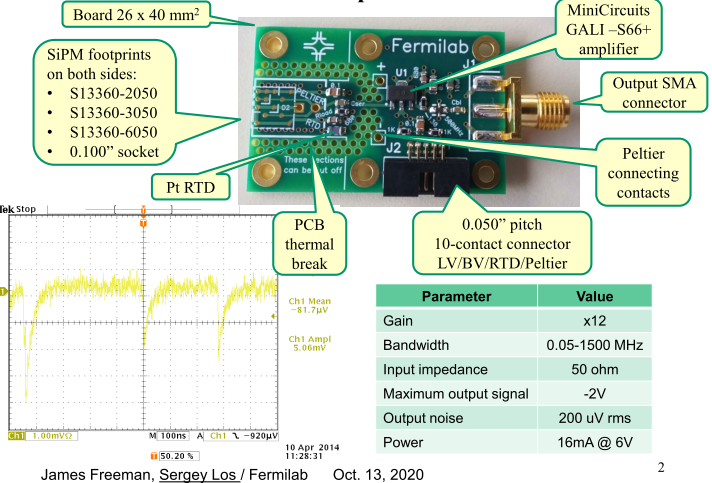 Board 26 x 40 mm²
MiniCircuits
GALI –S66+
amplifier
SiPM footprints
on both sides:
• S13360-2050
• S13360-3050
• S13360-6050
• 0.100” socket
Fermilab
J1
U1
+
PELTIER
RTD
D2
J2
1K
1K
These sections
can be cut off
Output SMA
connector
Peltier
connecting
contacts
Pt RTD
PCB
thermal
break
0.050” pitch
10-contact connector
LV/BV/RTD/Peltier
Tek Stop
Ch1 Mean
-81.7µV
Ch1 Ampl
5.06mV
Ch1 1.00mVΩ M 100ns A Ch1 -920µV
50.20 %
10 Apr 2014
11:28:31
Parameter Value
Gain x12
Bandwidth 0.05-1500 MHz
Input impedance 50 ohm
Maximum output signal -2V
Output noise 200 uV rms
Power 16mA @ 6V
James Freeman, Sergey Los / Fermilab Oct. 13, 2020
2